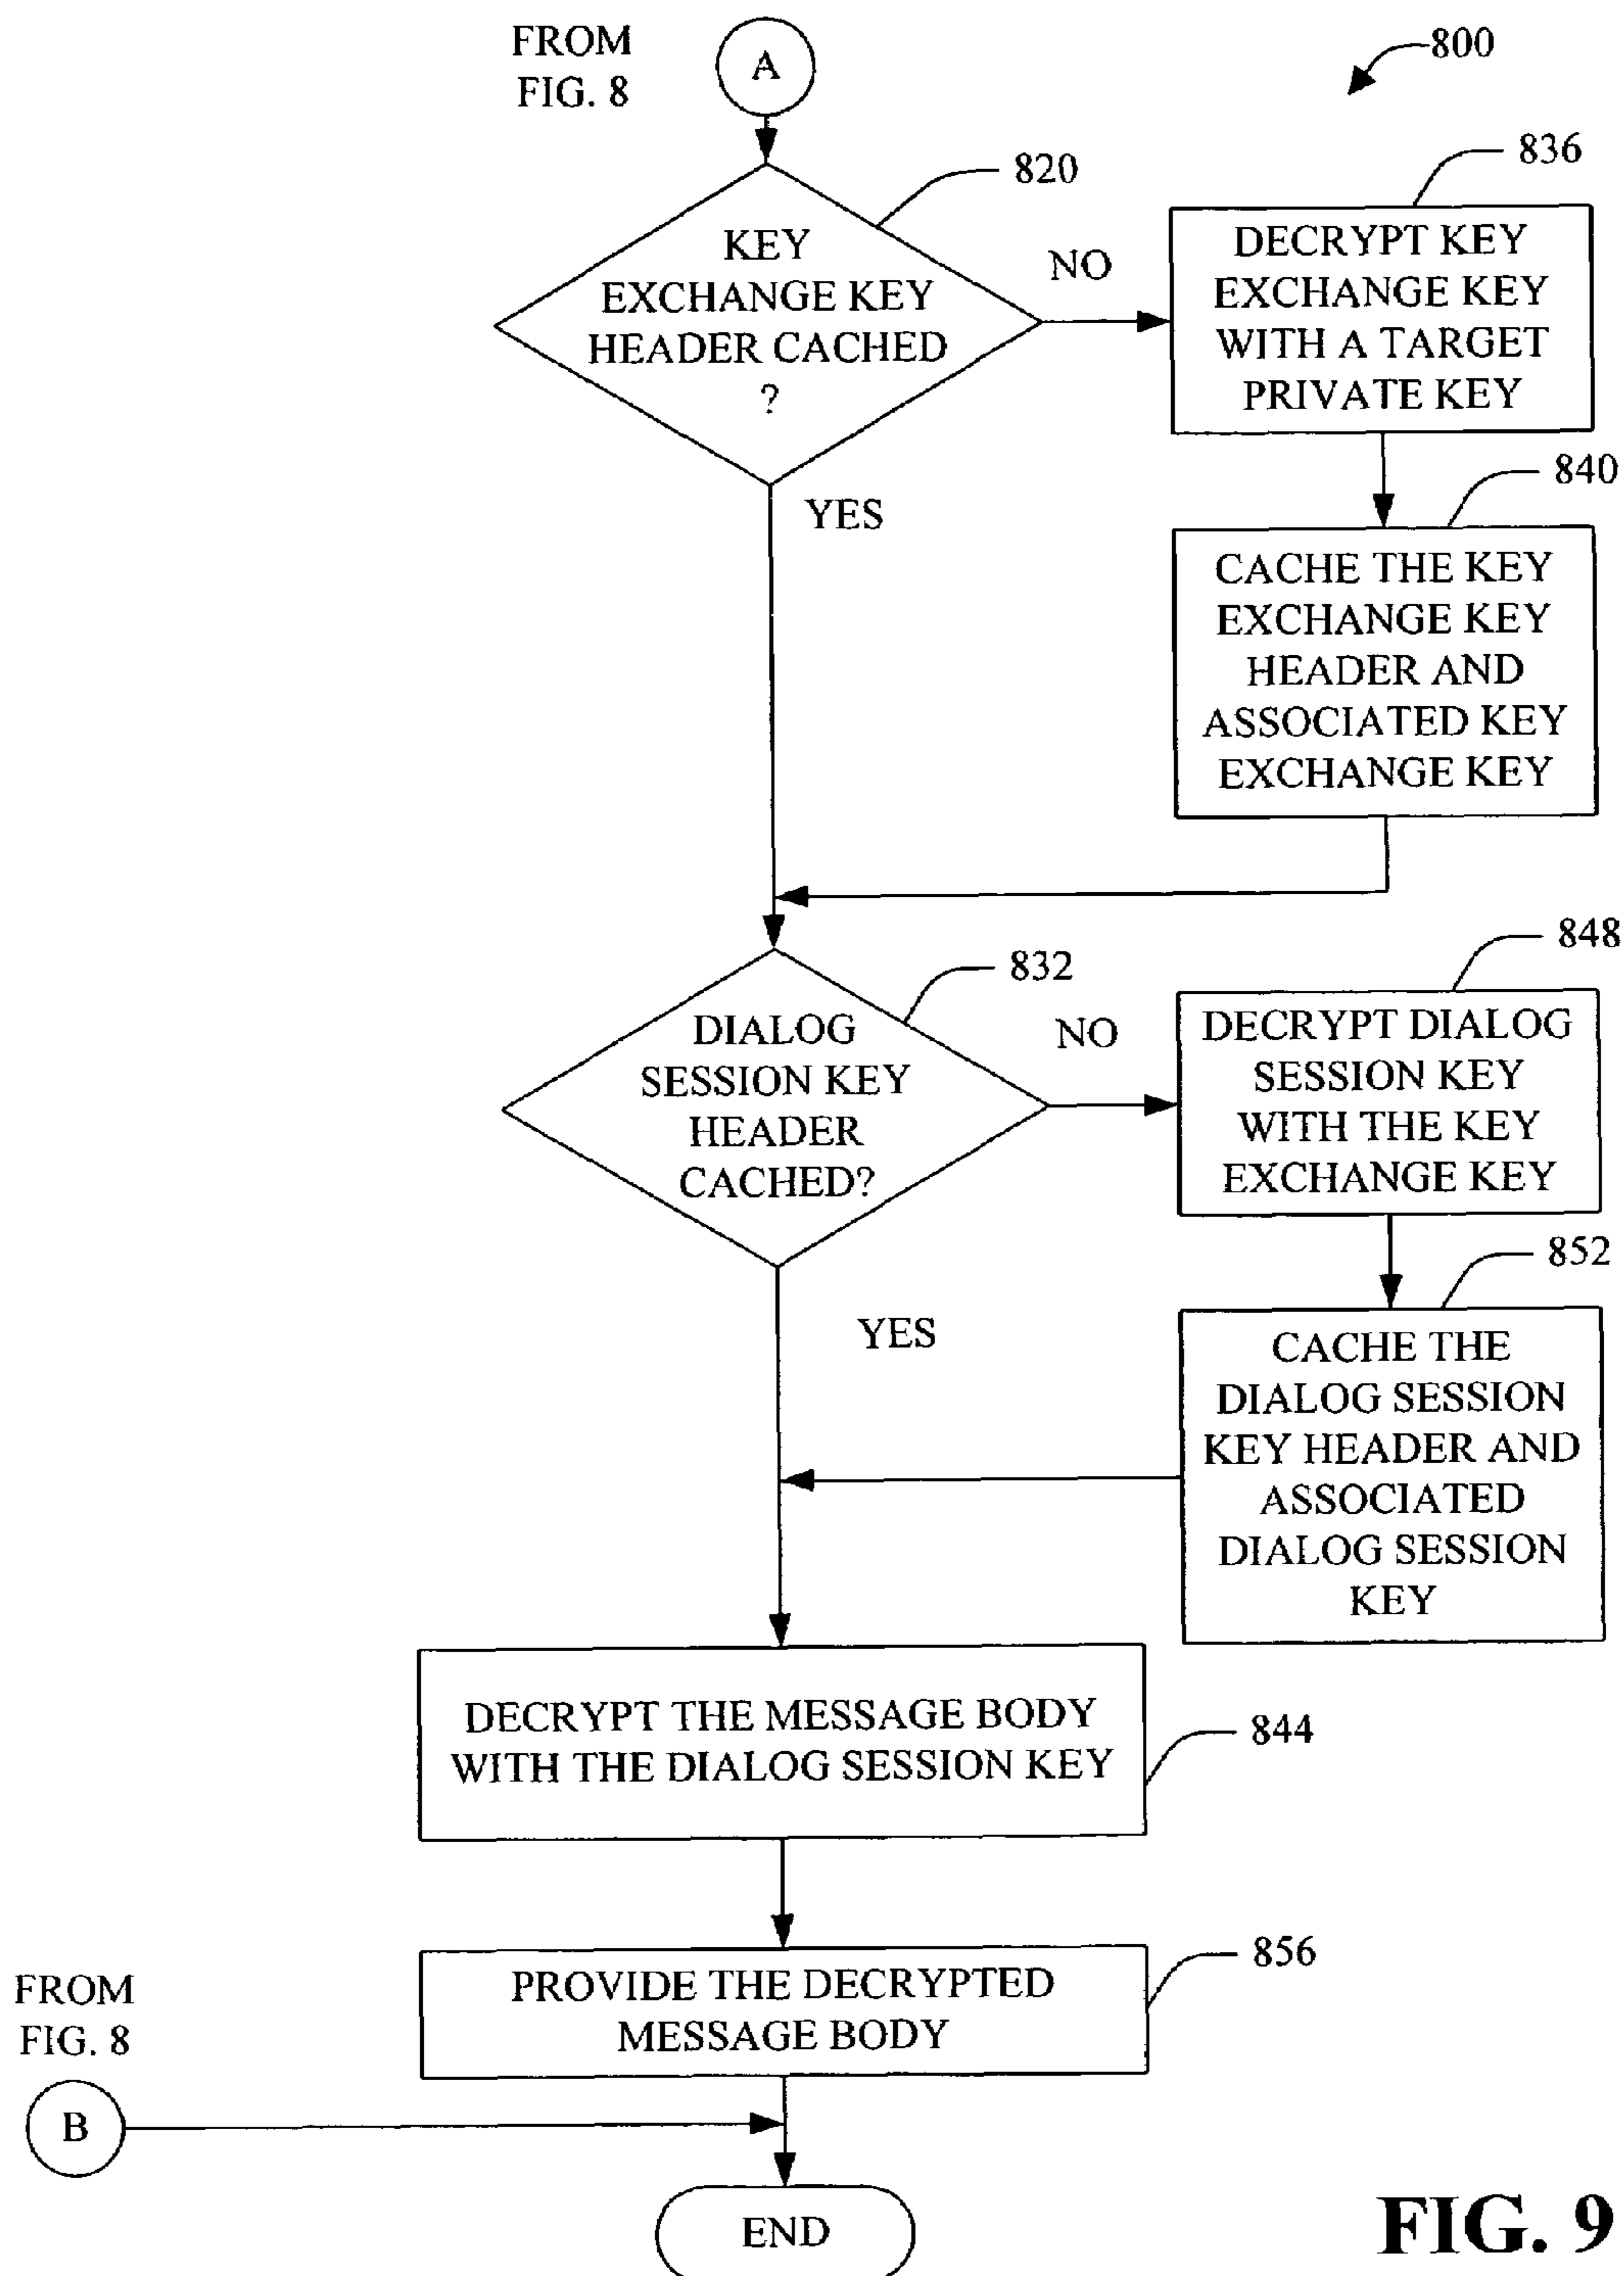 FROM
FIG. 8
A
800
820
KEY
EXCHANGE KEY
HEADER CACHED
?
NO
YES
836
DECRYPT KEY
EXCHANGE KEY
WITH A TARGET
PRIVATE KEY
840
CACHE THE KEY
EXCHANGE KEY
HEADER AND
ASSOCIATED KEY
EXCHANGE KEY
832
DIALOG
SESSION KEY
HEADER
CACHED?
NO
YES
848
DECRYPT DIALOG
SESSION KEY
WITH THE KEY
EXCHANGE KEY
852
CACHE THE
DIALOG SESSION
KEY HEADER AND
ASSOCIATED
DIALOG SESSION
KEY
DECRYPT THE MESSAGE BODY
WITH THE DIALOG SESSION KEY
844
PROVIDE THE DECRYPTED
MESSAGE BODY
856
FROM
FIG. 8
B
END
FIG. 9